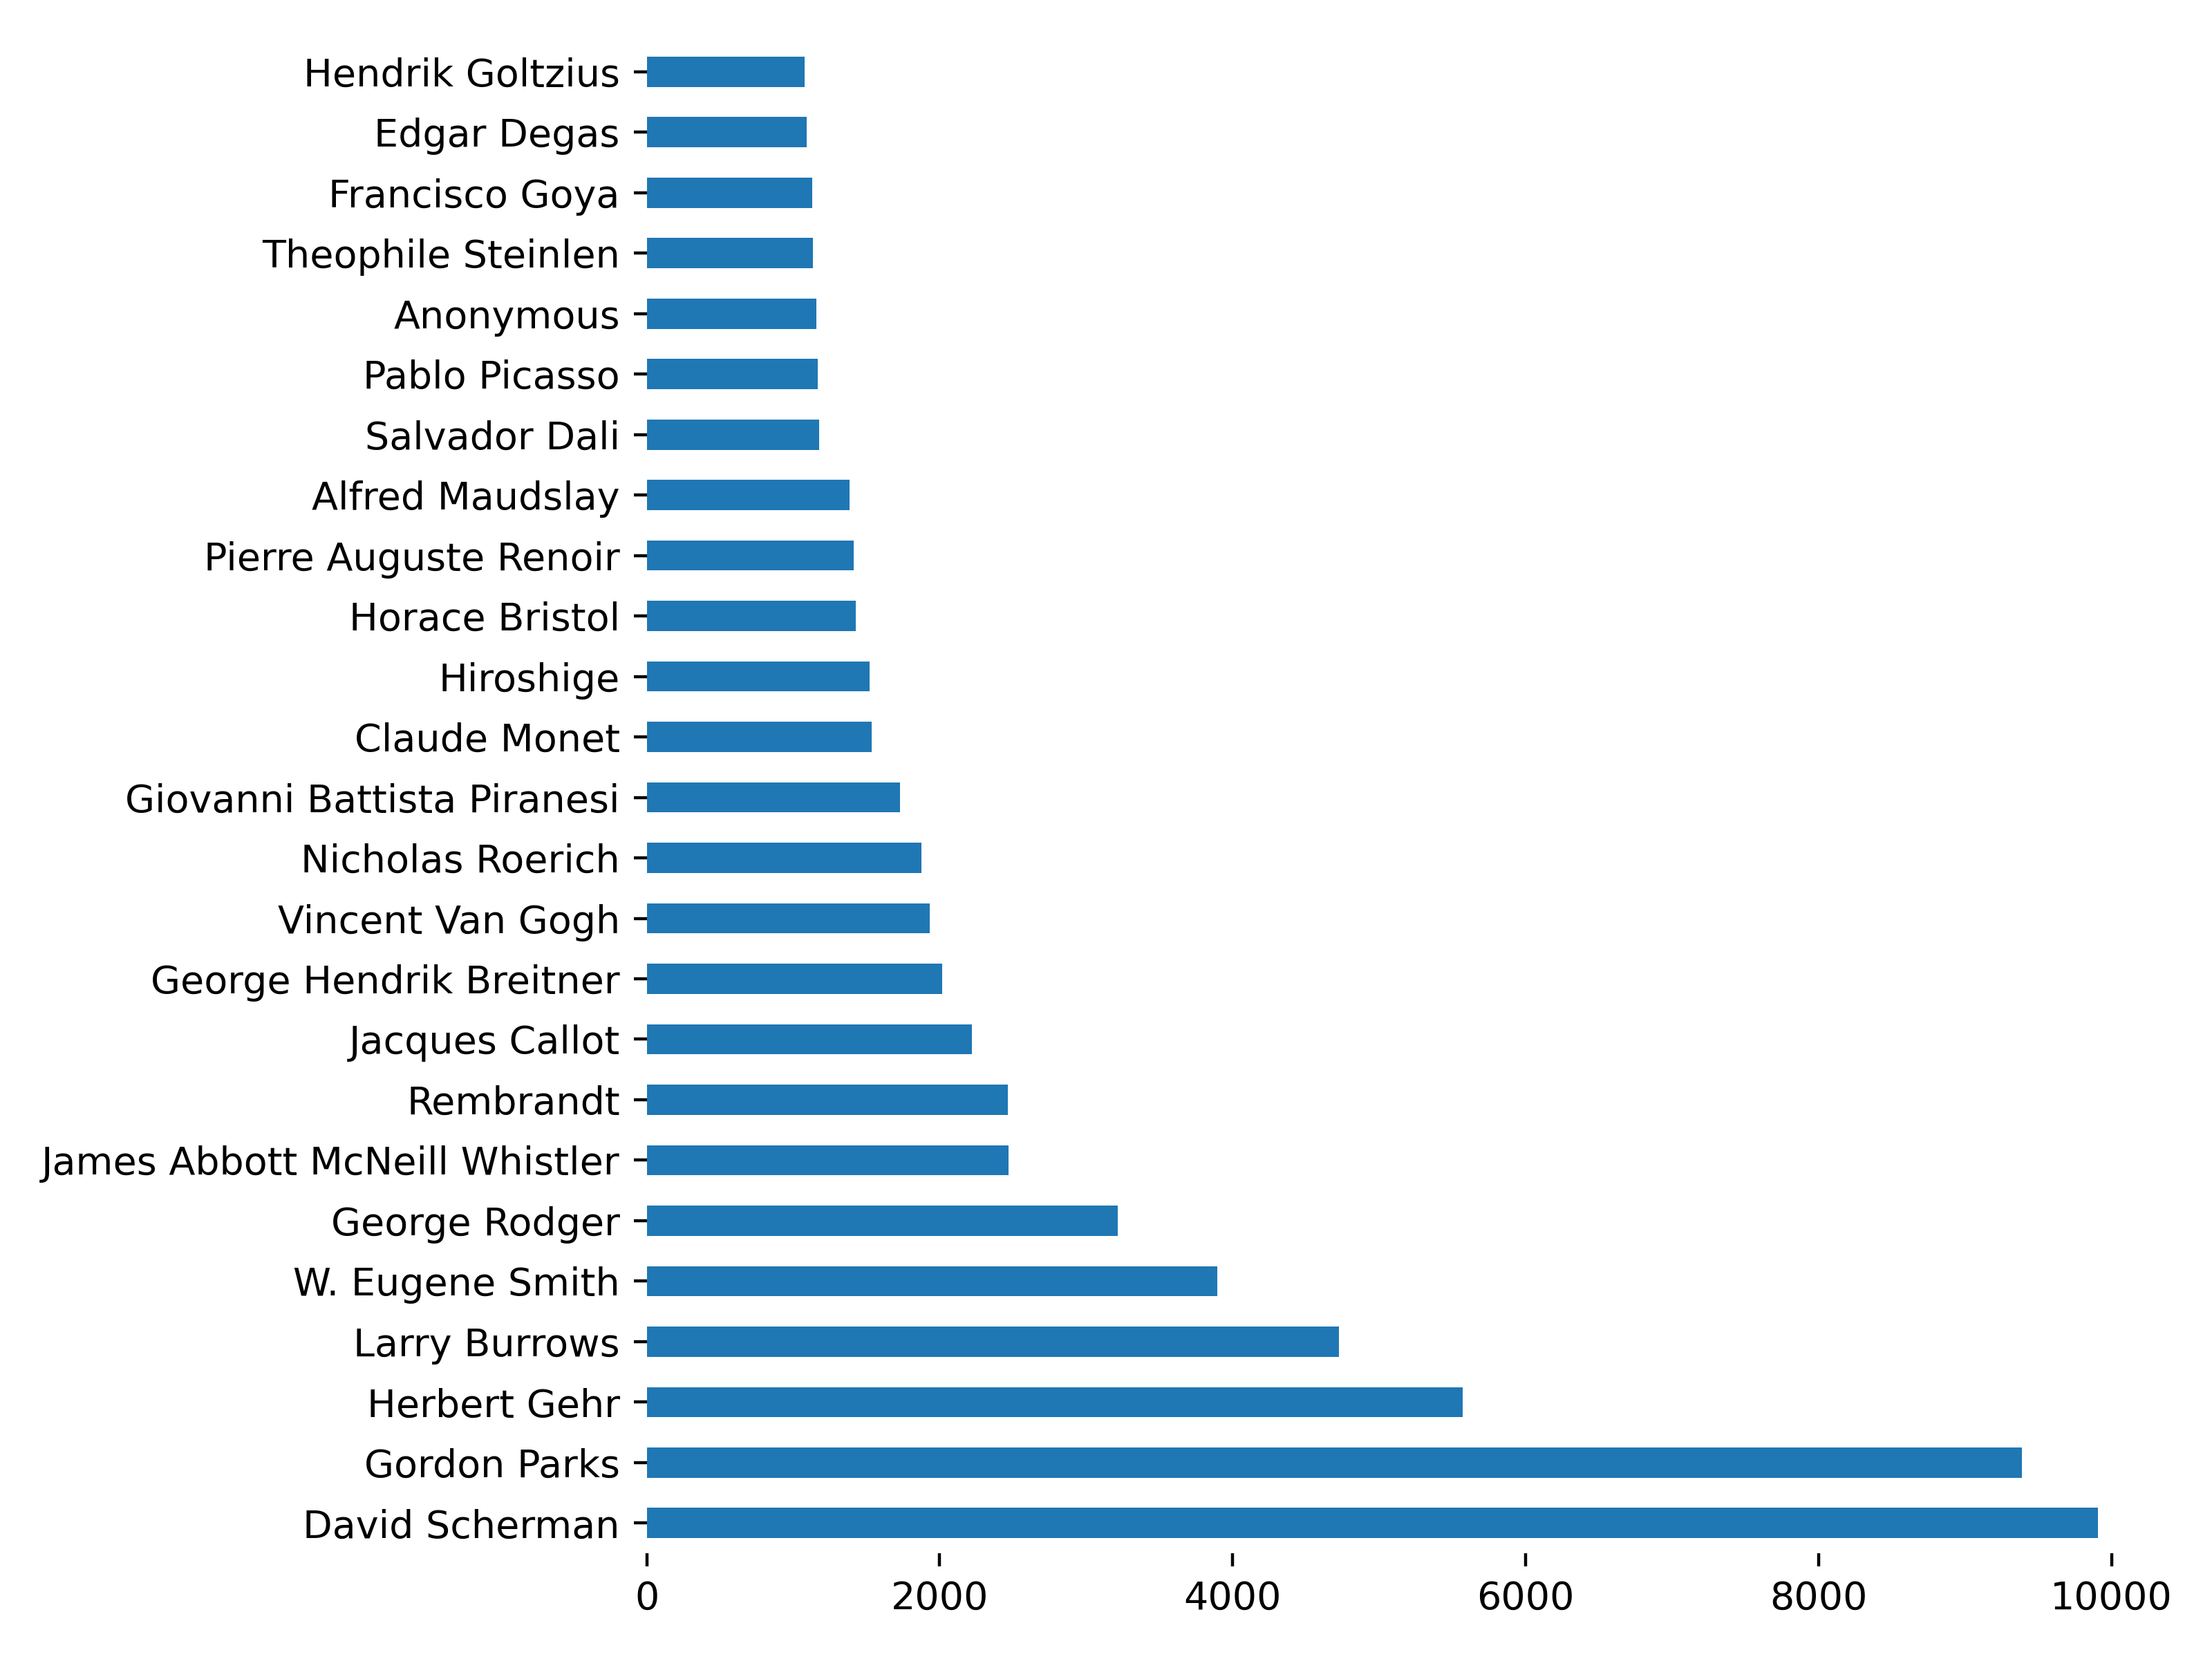 Hendrik Goltzius
Edgar Degas
Francisco Goya
Theophile Steinlen
Anonymous
Pablo Picasso
Salvador Dali
Alfred Maudslay
Pierre Auguste Renoir
Horace Bristol
Hiroshige
Claude Monet
Giovanni Battista Piranesi
Nicholas Roerich
Vincent Van Gogh
George Hendrik Breitner
Jacques Callot
Rembrandt
James Abbott McNeill Whistler
George Rodger
W. Eugene Smith
Larry Burrows
Herbert Gehr
Gordon Parks
David Scherman
0 2000 4000 6000 8000 10000